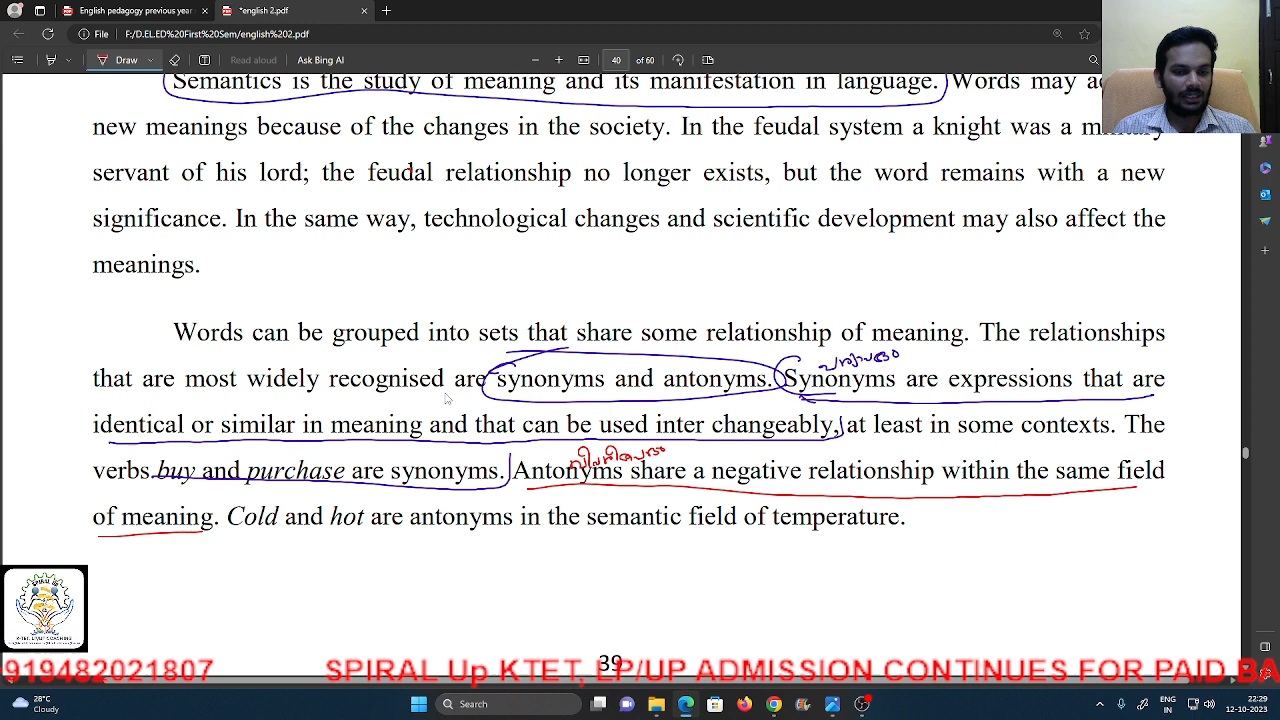 English pedagogy previous year
*english 2.pdf
File
F:/D.EL.ED%20First%20Sem/english%202.pdf
Draw
Read aloud
Ask Bing AI
40 of 60
Semantics is the study of meaning and its manifestation in language. Words may
new meanings because of the changes in the society. In the feudal system a knight was a military
servant of his lord; the feudal relationship no longer exists, but the word remains with a new
significance. In the same way, technological changes and scientific development may also affect the
meanings.
Words can be grouped into sets that share some relationship of meaning. The relationships
that are most widely recognised are synonyms and antonyms. Synonyms are expressions that are
identical or similar in meaning and that can be used inter changeably, at least in some contexts. The
verbs buy and purchase are synonyms. Antonyms share a negative relationship within the same field
of meaning. Cold and hot are antonyms in the semantic field of temperature.
SPIRAL UP
K-TET, LP/UP COACHING
39
919482021807 SPIRAL Up KTET, LP/UP ADMISSION CONTINUES FOR PAID BA
28°C
Cloudy
Search
ENG
IN
22:29
12-10-2023